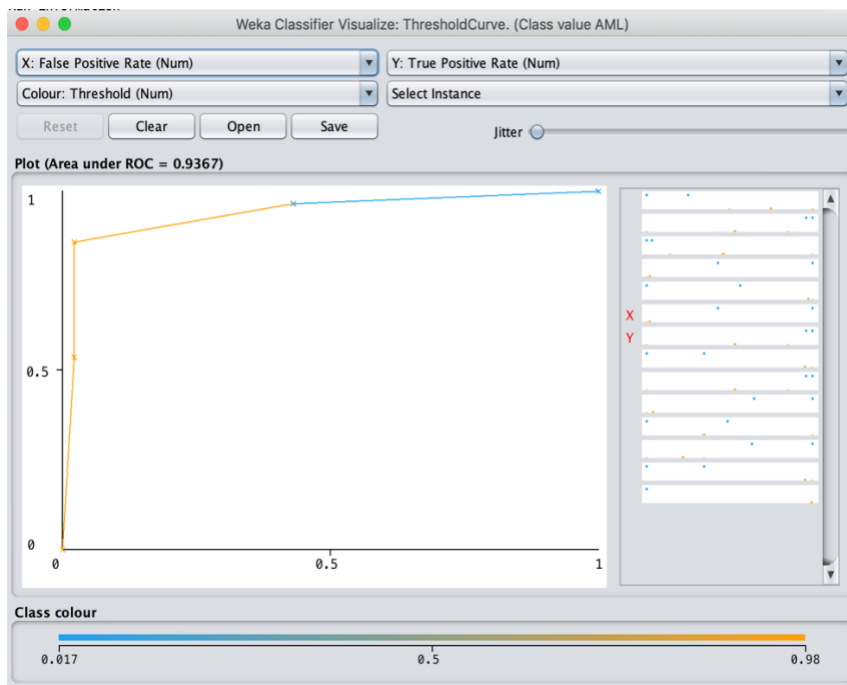 Weka Classifier Visualize: ThresholdCurve. (Class value AML)
X: False Positive Rate (Num)
Y: True Positive Rate (Num)
Colour: Threshold (Num)
Select Instance
Reset
Clear
Open
Save
Jitter
Plot (Area under ROC = 0.9367)
1
0.5
0
0
0.5
1
X
Y
Class colour
0.017
0.5
0.98